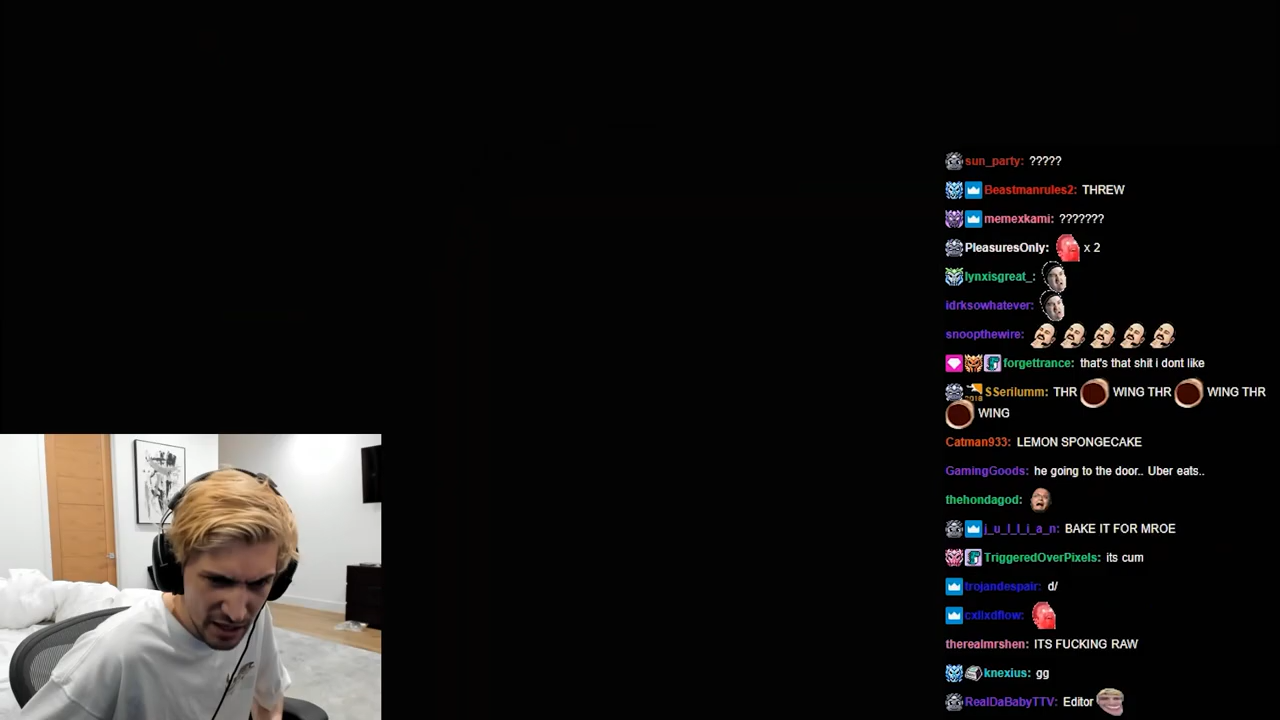 sun_party: ?????
Beastmanrules2: THREW
memexkami: ???????
PleasuresOnly: x 2
lynxisgreat_:
idrksowhatever:
snoopthewire:
forgettrance: that's that shit i dont like
SSerilumm: THR WING THR WING THR
WING
Catman933: LEMON SPONGECAKE
GamingGoods: he going to the door.. Uber eats..
thehondagod:
j_u_l_l_i_a_n: BAKE IT FOR MROE
TriggeredOverPixels: its cum
trojandespair: d/
cxlixdflow:
therealmrshen: ITS FUCKING RAW
knexius: gg
RealDaBabyTTV: Editor